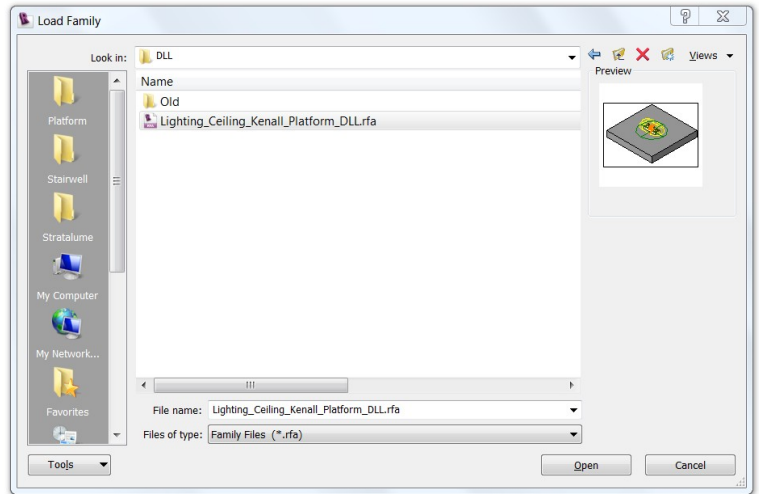 Load Family
Look in: DLL
Views
Name
Preview
Old
Lighting_Ceiling_Kenall_Platform_DLL.rfa
Platform
Stairwell
Stratalume
My Computer
My Network...
Favorites
File name: Lighting_Ceiling_Kenall_Platform_DLL.rfa
Files of type: Family Files (*.rfa)
Tools
Open
Cancel